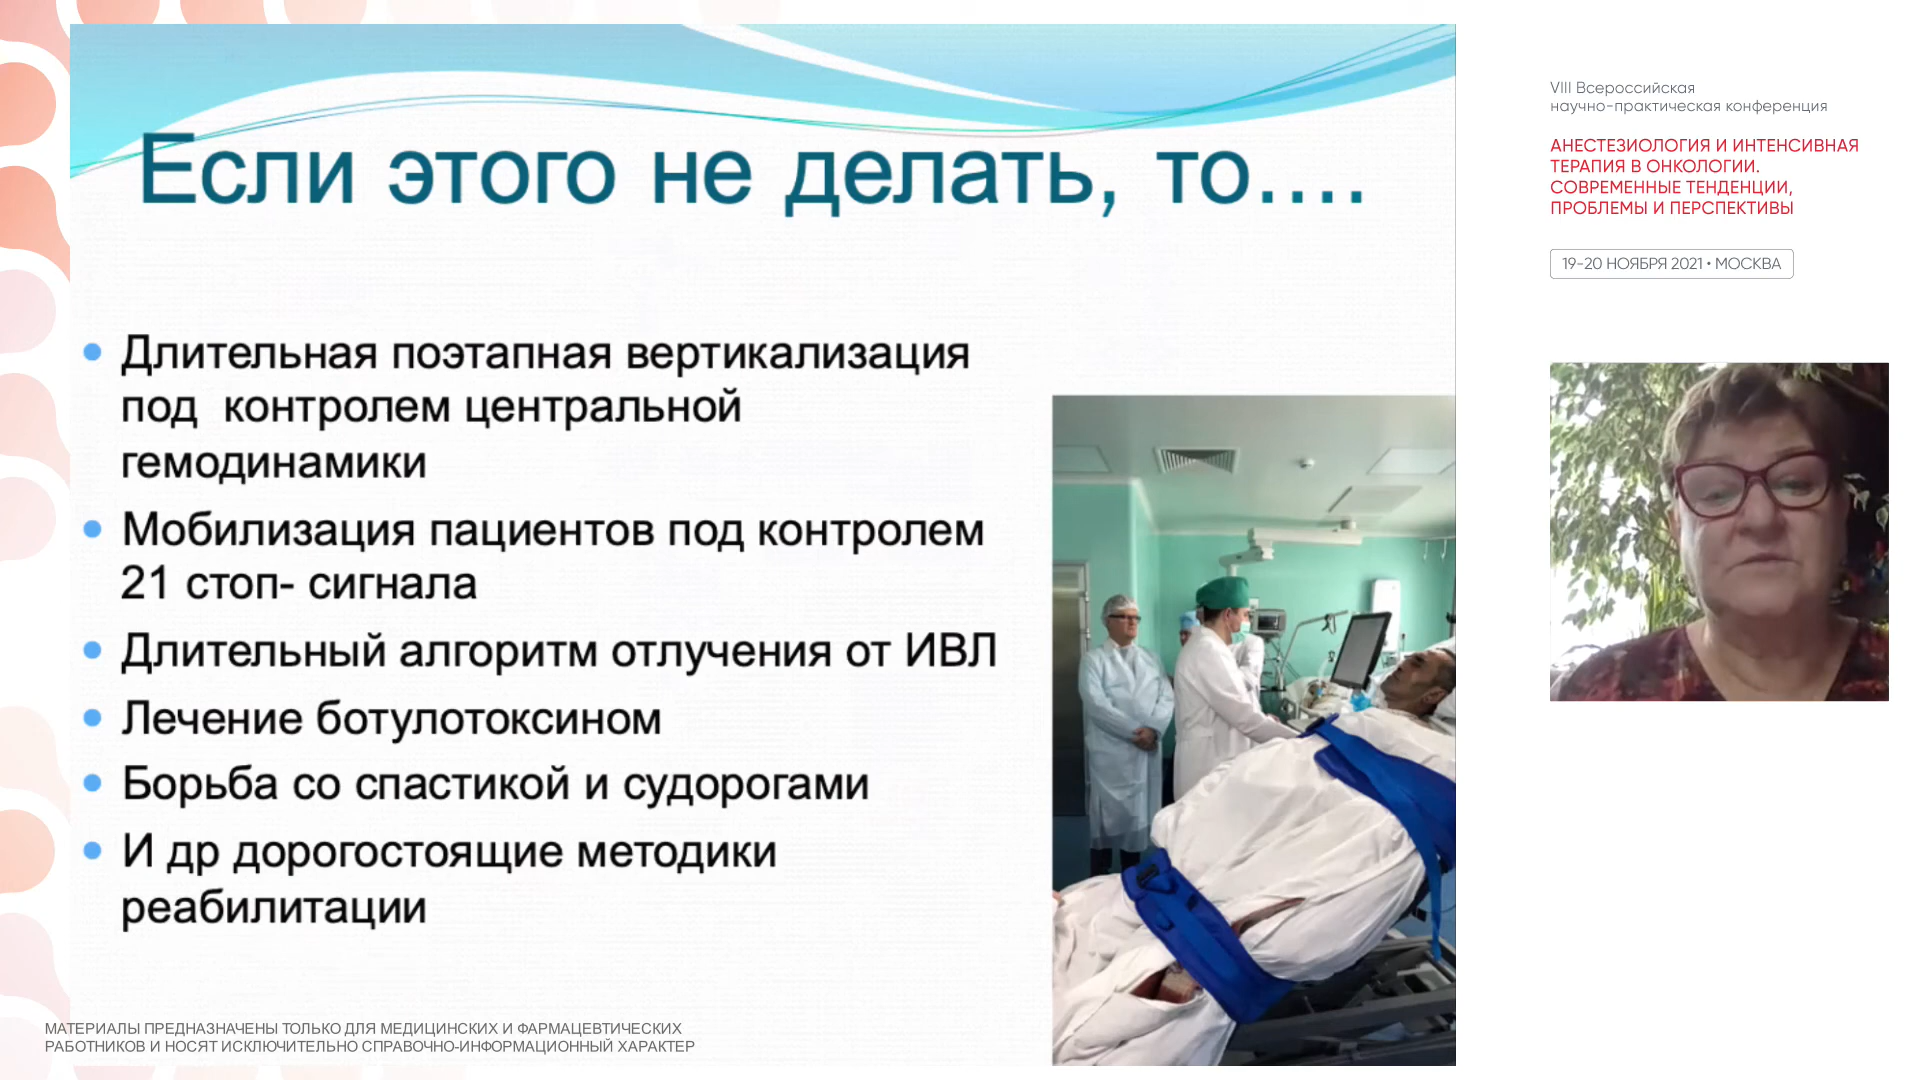 Если этого не делать, то....
• Длительная поэтапная вертикализация
под контролем центральной
гемодинамики
• Мобилизация пациентов под контролем
21 стоп- сигнала
• Длительный алгоритм отлучения от ИВЛ
• Лечение ботулотоксином
• Борьба со спастикой и судорогами
• И др дорогостоящие методики
реабилитации
МАТЕРИАЛЫ ПРЕДНАЗНАЧЕНЫ ТОЛЬКО ДЛЯ МЕДИЦИНСКИХ И ФАРМАЦЕВТИЧЕСКИХ
РАБОТНИКОВ И НОСЯТ ИСКЛЮЧИТЕЛЬНО СПРАВОЧНО-ИНФОРМАЦИОННЫЙ ХАРАКТЕР
VIII Всероссийская
научно-практическая конференция
АНЕСТЕЗИОЛОГИЯ И ИНТЕНСИВНАЯ
ТЕРАПИЯ В ОНКОЛОГИИ.
СОВРЕМЕННЫЕ ТЕНДЕНЦИИ,
ПРОБЛЕМЫ И ПЕРСПЕКТИВЫ
19-20 НОЯБРЯ 2021 • МОСКВА